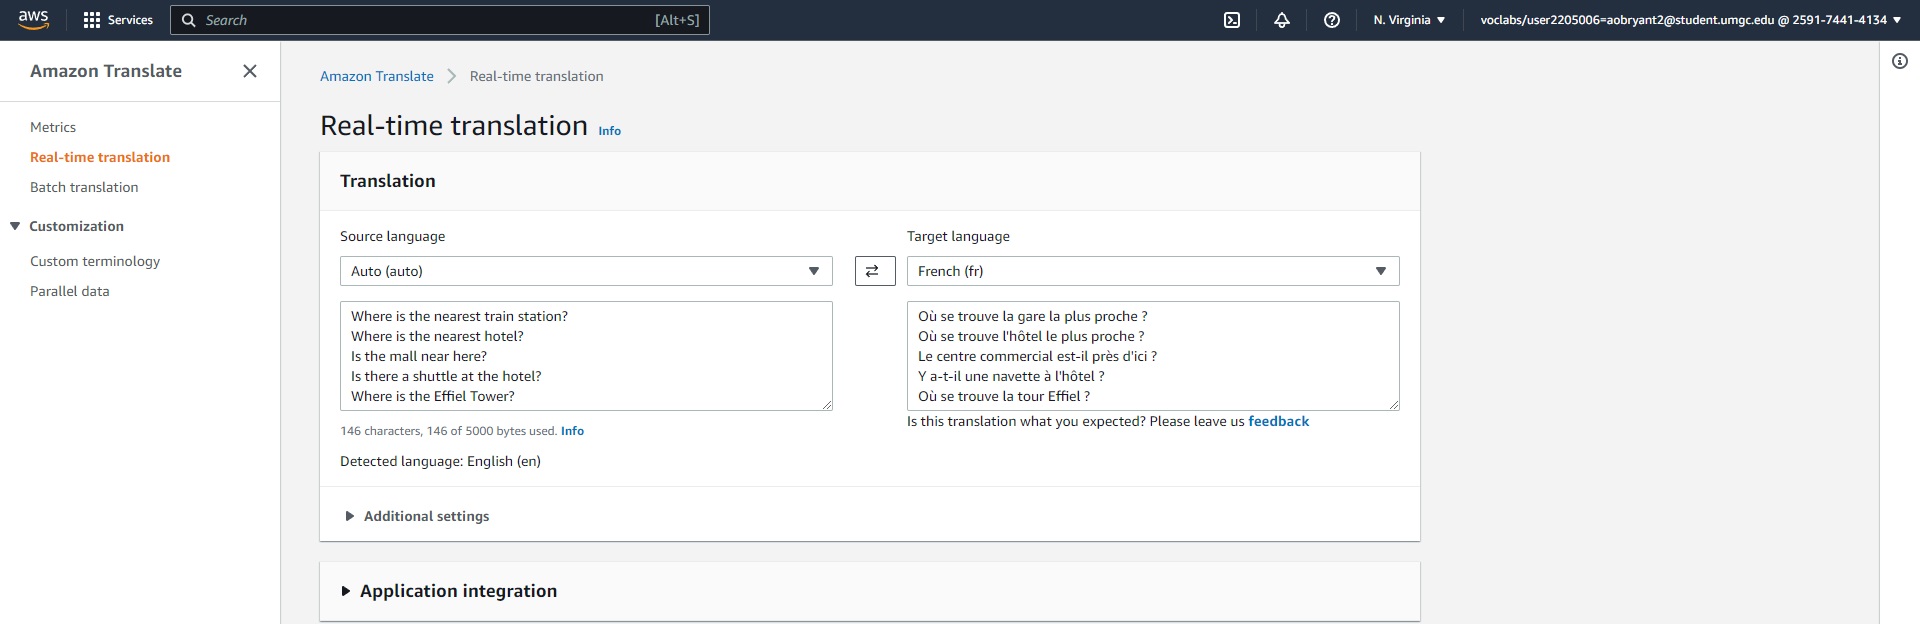 aws
Services
Search
[Alt+S]
N. Virginia
voclabs/user2205006=aobryant2@student.umgc.edu @ 2591-7441-4134
Amazon Translate
Metrics
Real-time translation
Batch translation
Customization
Custom terminology
Parallel data
Amazon Translate
Real-time translation
Real-time translation Info
Translation
Source language
Auto (auto)
Where is the nearest train station?
Where is the nearest hotel?
Is the mall near here?
Is there a shuttle at the hotel?
Where is the Effiel Tower?
146 characters, 146 of 5000 bytes used. Info
Detected language: English (en)
Target language
French (fr)
Où se trouve la gare la plus proche ?
Où se trouve l'hôtel le plus proche ?
Le centre commercial est-il près d'ici ?
Y a-t-il une navette à l'hôtel ?
Où se trouve la tour Effiel ?
Is this translation what you expected? Please leave us feedback
Additional settings
Application integration